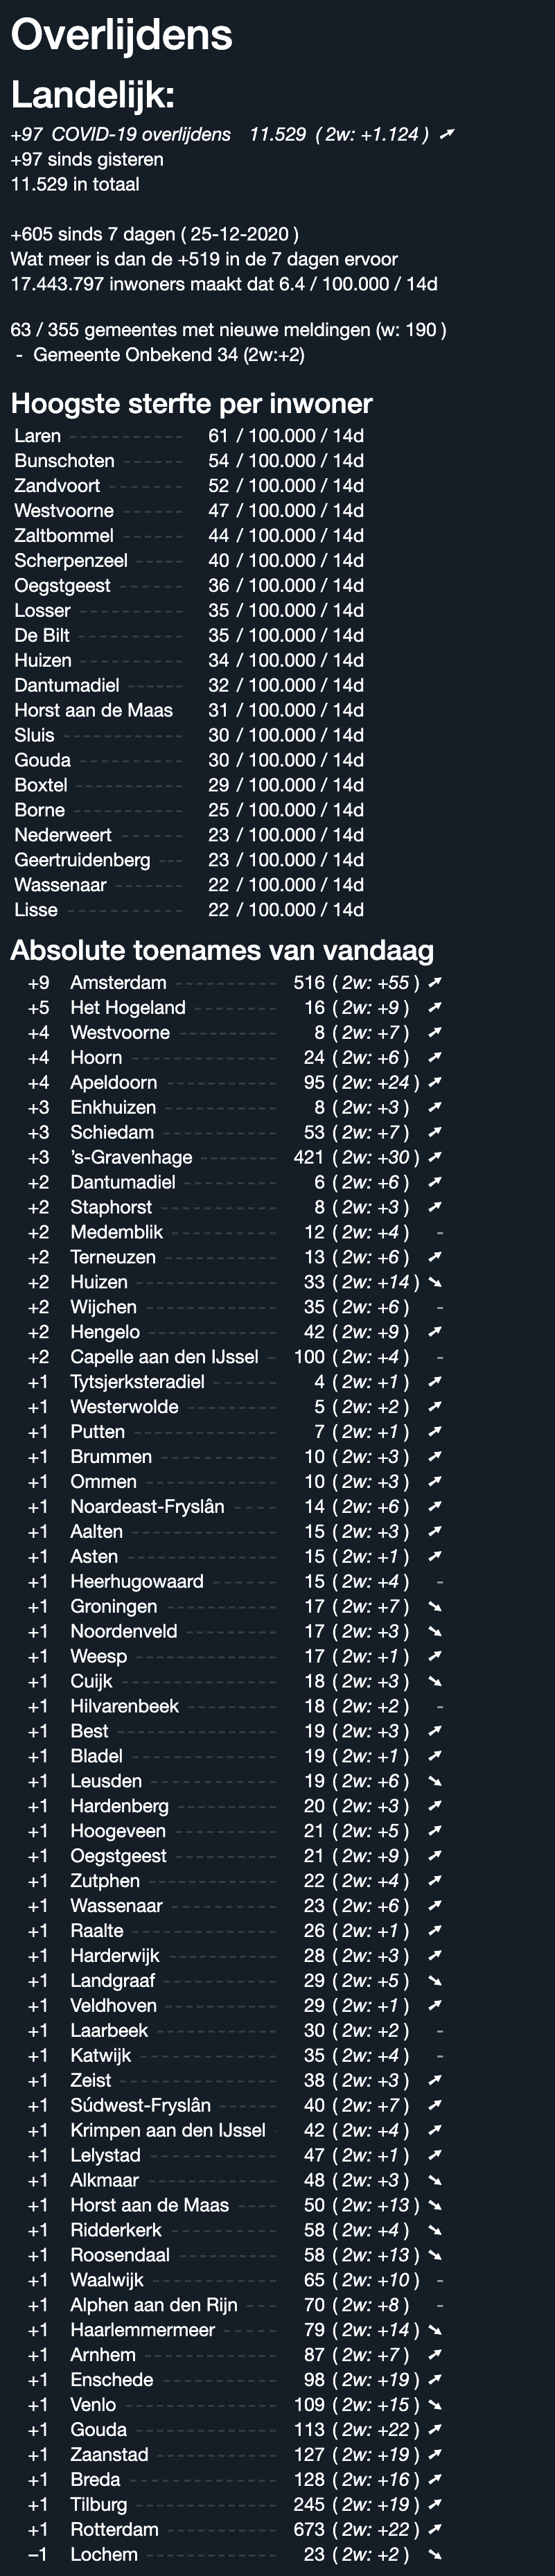 Overlijdens
Landelijk:
+97 COVID-19 overlijdens 11.529 ( 2w: +1.124 )
+97 sinds gisteren
11.529 in totaal
+605 sinds 7 dagen ( 25-12-2020 )
Wat meer is dan de +519 in de 7 dagen ervoor
17.443.797 inwoners maakt dat 6.4 / 100.000 / 14d
63 / 355 gemeentes met nieuwe meldingen (w: 190 )
- Gemeente Onbekend 34 (2w:+2)
Hoogste sterfte per inwoner
Laren 61 / 100.000 / 14d
Bunschoten 54 / 100.000 / 14d
Zandvoort 52 / 100.000 / 14d
Westvoorne 47 / 100.000 / 14d
Zaltbommel 44 / 100.000 / 14d
Scherpenzeel 40 / 100.000 / 14d
Oegstgeest 36 / 100.000 / 14d
Losser 35 / 100.000 / 14d
De Bilt 35 / 100.000 / 14d
Huizen 34 / 100.000 / 14d
Dantumadiel 32 / 100.000 / 14d
Horst aan de Maas 31 / 100.000 / 14d
Sluis 30 / 100.000 / 14d
Gouda 30 / 100.000 / 14d
Boxtel 29 / 100.000 / 14d
Borne 25 / 100.000 / 14d
Nederweert 23 / 100.000 / 14d
Geertruidenberg 23 / 100.000 / 14d
Wassenaar 22 / 100.000 / 14d
Lisse 22 / 100.000 / 14d
Absolute toenames van vandaag
+9 Amsterdam 516 ( 2w: +55 )
+5 Het Hogeland 16 ( 2w: +9 )
+4 Westvoorne 8 ( 2w: +7 )
+4 Hoorn 24 ( 2w: +6 )
+4 Apeldoorn 95 ( 2w: +24 )
+3 Enkhuizen 8 ( 2w: +3 )
+3 Schiedam 53 ( 2w: +7 )
+3 's-Gravenhage 421 ( 2w: +30 )
+2 Dantumadiel 6 ( 2w: +6 )
+2 Staphorst 8 ( 2w: +3 )
+2 Medemblik 12 ( 2w: +4 ) -
+2 Terneuzen 13 ( 2w: +6 )
+2 Huizen 33 ( 2w: +14 )
+2 Wijchen 35 ( 2w: +6 ) -
+2 Hengelo 42 ( 2w: +9 )
+2 Capelle aan den IJssel 100 ( 2w: +4 ) -
+1 Tytsjerksteradiel 4 ( 2w: +1 )
+1 Westerwolde 5 ( 2w: +2 )
+1 Putten 7 ( 2w: +1 )
+1 Brummen 10 ( 2w: +3 )
+1 Ommen 10 ( 2w: +3 )
+1 Noardeast-Fryslân 14 ( 2w: +6 )
+1 Aalten 15 ( 2w: +3 )
+1 Asten 15 ( 2w: +1 )
+1 Heerhugowaard 15 ( 2w: +4 ) -
+1 Groningen 17 ( 2w: +7 )
+1 Noordenveld 17 ( 2w: +3 )
+1 Weesp 17 ( 2w: +1 )
+1 Cuijk 18 ( 2w: +3 )
+1 Hilvarenbeek 18 ( 2w: +2 ) -
+1 Best 19 ( 2w: +3 )
+1 Bladel 19 ( 2w: +1 )
+1 Leusden 19 ( 2w: +6 )
+1 Hardenberg 20 ( 2w: +3 )
+1 Hoogeveen 21 ( 2w: +5 )
+1 Oegstgeest 21 ( 2w: +9 )
+1 Zutphen 22 ( 2w: +4 )
+1 Wassenaar 23 ( 2w: +6 )
+1 Raalte 26 ( 2w: +1 )
+1 Harderwijk 28 ( 2w: +3 )
+1 Landgraaf 29 ( 2w: +5 )
+1 Veldhoven 29 ( 2w: +1 )
+1 Laarbeek 30 ( 2w: +2 ) -
+1 Katwijk 35 ( 2w: +4 ) -
+1 Zeist 38 ( 2w: +3 )
+1 Súdwest-Fryslân 40 ( 2w: +7 )
+1 Krimpen aan den IJssel 42 ( 2w: +4 )
+1 Lelystad 47 ( 2w: +1 )
+1 Alkmaar 48 ( 2w: +3 )
+1 Horst aan de Maas 50 ( 2w: +13 )
+1 Ridderkerk 58 ( 2w: +4 )
+1 Roosendaal 58 ( 2w: +13 )
+1 Waalwijk 65 ( 2w: +10 ) -
+1 Alphen aan den Rijn 70 ( 2w: +8 ) -
+1 Haarlemmermeer 79 ( 2w: +14 )
+1 Arnhem 87 ( 2w: +7 )
+1 Enschede 98 ( 2w: +19 )
+1 Venlo 109 ( 2w: +15 )
+1 Gouda 113 ( 2w: +22 )
+1 Zaanstad 127 ( 2w: +19 )
+1 Breda 128 ( 2w: +16 )
+1 Tilburg 245 ( 2w: +19 )
+1 Rotterdam 673 ( 2w: +22 )
−1 Lochem 23 ( 2w: +2 )